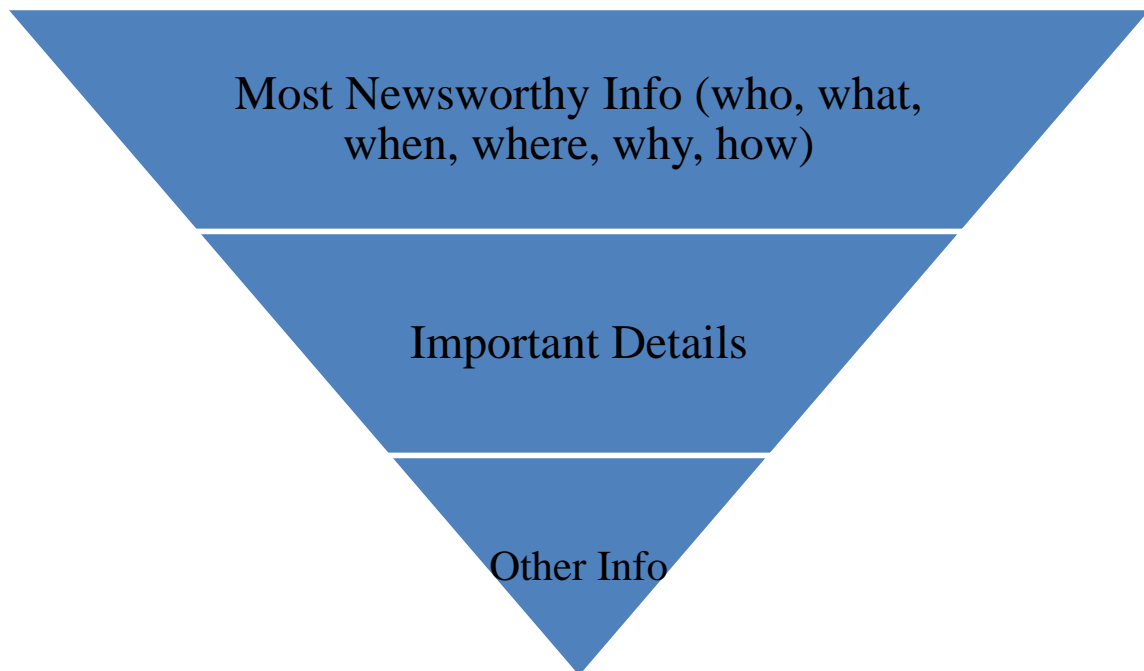 Most Newsworthy Info (who, what,
when, where, why, how)
Important Details
Other Info